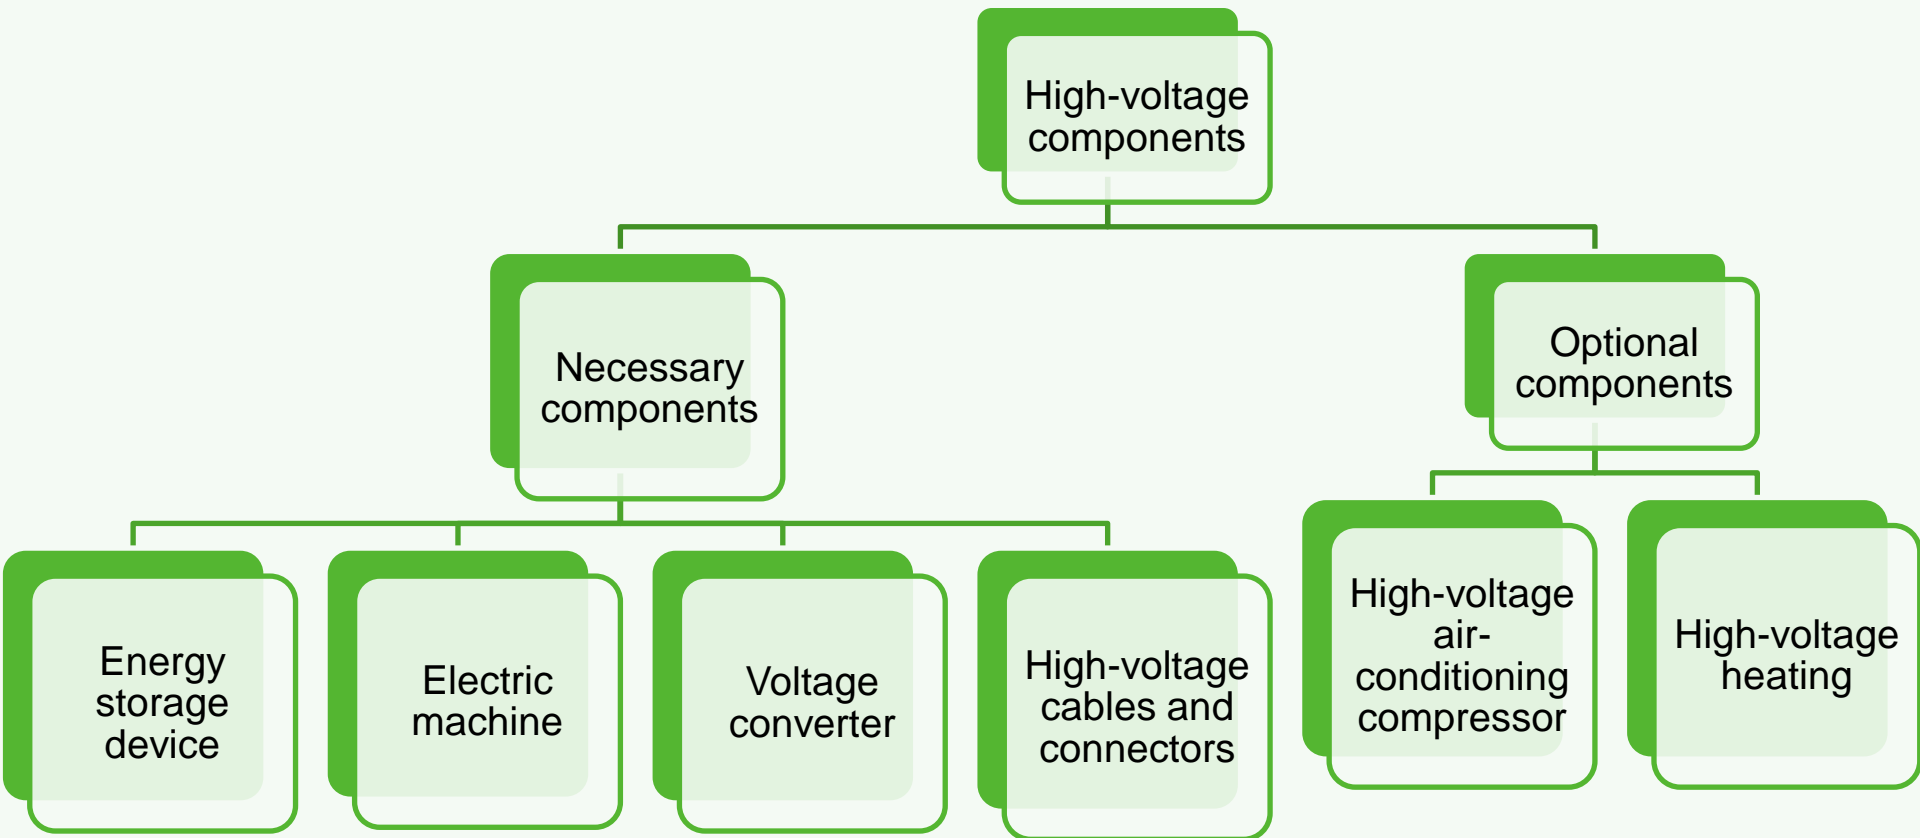 High-voltage
components
Necessary
components
Optional
components
Energy
storage
device
Electric
machine
Voltage
converter
High-voltage
cables and
connectors
High-voltage
air-
conditioning
compressor
High-voltage
heating